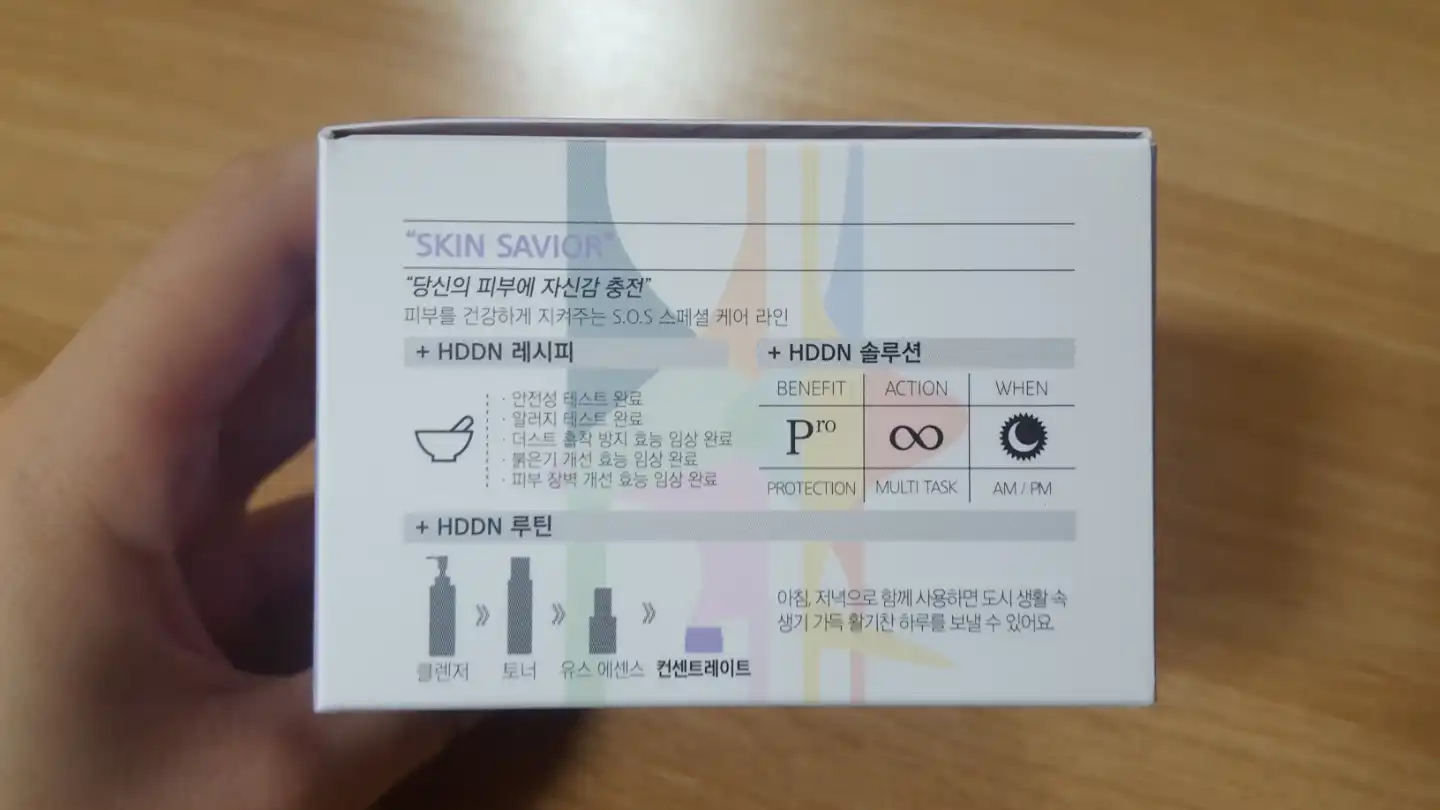 “SKIN SAVIOR”
“당신의 피부에 자신감 충전”
피부를 건강하게 지켜주는 S.O.S 스페셜 케어 라인
+ HDDN 레시피
· 안전성 테스트 완료
· 알러지 테스트 완료
· 더스트 흡착 방지 효능 임상 완료
· 붉은기 개선 효능 임상 완료
· 피부 장벽 개선 효능 임상 완료
+ HDDN 솔루션
BENEFIT ACTION WHEN
Pro ∞
PROTECTION MULTI TASK AM / PM
+ HDDN 루틴
클렌저 》 토너 》 유스 에센스 》 컨센트레이트
아침, 저녁으로 함께 사용하면 도시 생활 속
생기 가득 활기찬 하루를 보낼 수 있어요.